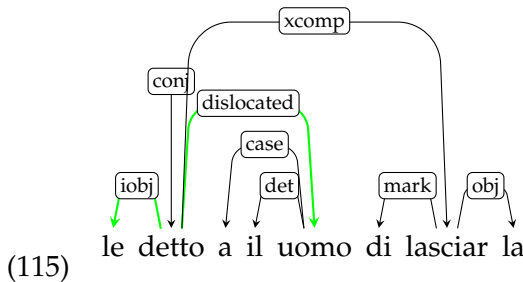 xcomp
conj
dislocated
case
iobj det mark obj
(115) le detto a il uomo di lasciar la